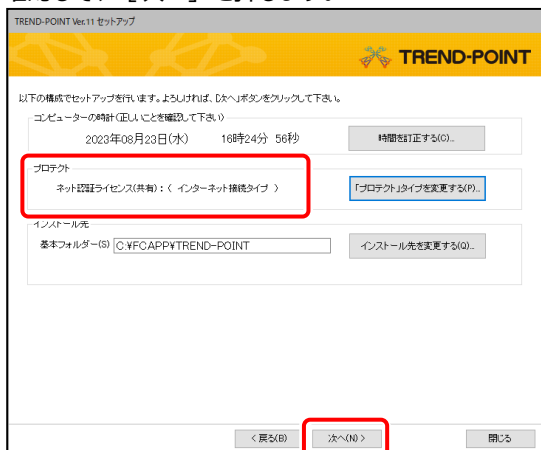 TREND-POINT Ver.11 セットアップ
TREND-POINT
以下の構成でセットアップを行います。よろしければ、[次へ]ボタンをクリックして下さい。
コンピューターの時計(正しいことを確認して下さい)
2023年08月23日(水) 16時24分 56秒
時間を訂正する(C)...
プロテクト
ネット認証ライセンス(共有):( インターネット接続タイプ )
「プロテクト」タイプを変更する(P)...
インストール先
基本フォルダー(S) C:¥FCAPP¥TREND-POINT
インストール先を変更する(Q)...
< 戻る(B) 次へ(N) > 閉じる